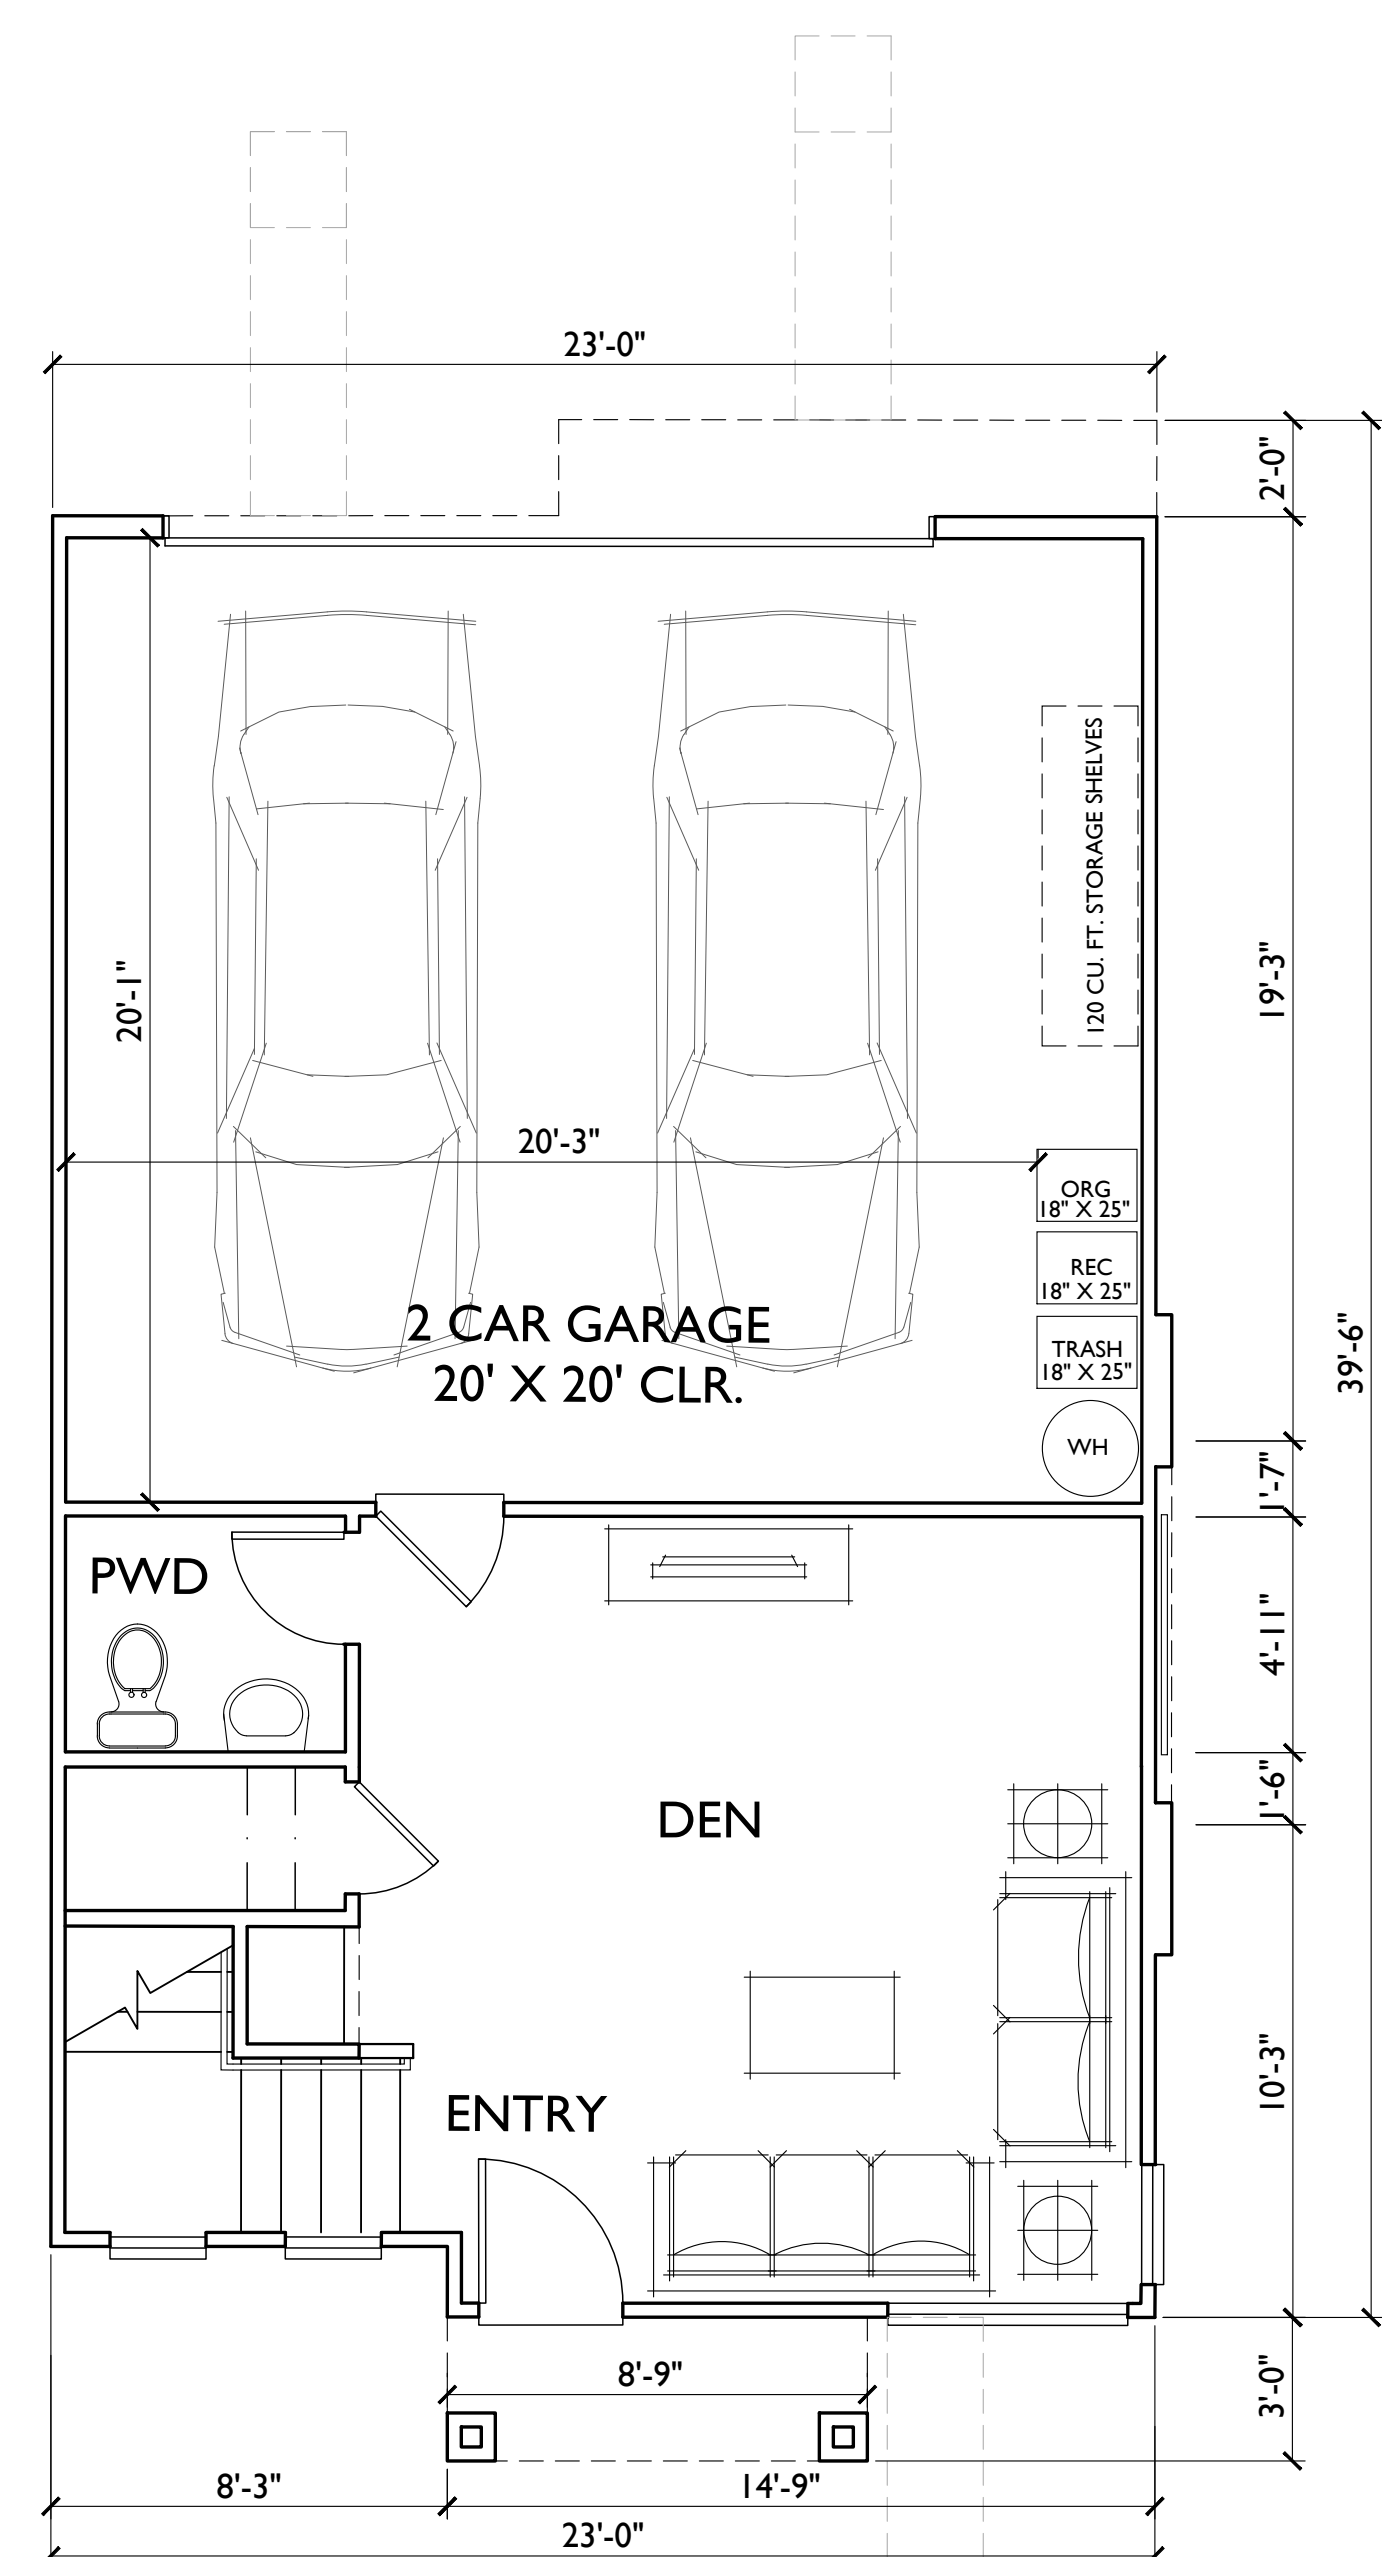 23'-0"
2'-0"
120 CU. FT. STORAGE SHELVES
20'-1"
19'-3"
20'-3"
ORG
18" X 25"
REC
18" X 25"
2 CAR GARAGE
20' X 20' CLR.
TRASH
18" X 25"
39'-6"
WH
1'-7"
PWD
4'-11"
DEN
1'-6"
10'-3"
ENTRY
8'-9"
3'-0"
8'-3"
14'-9"
23'-0"